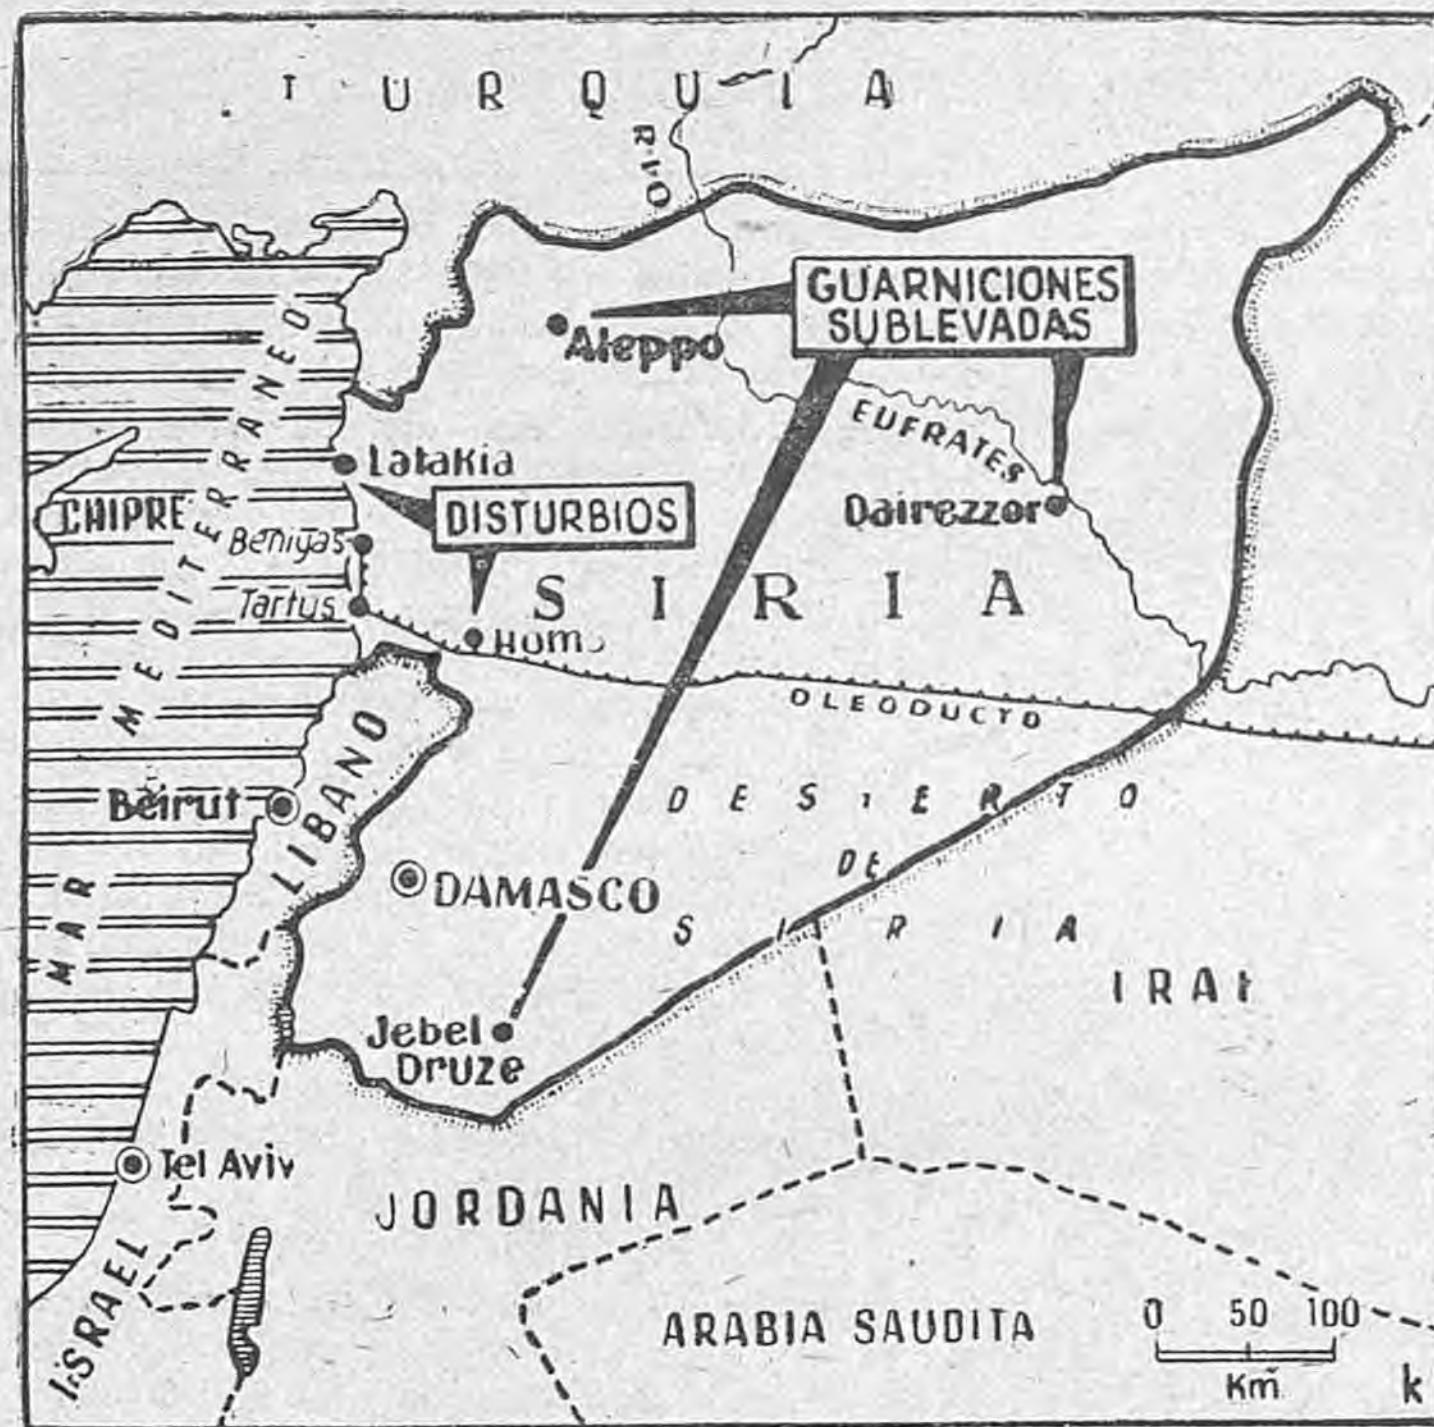 TURQUIA
RIO
GUARNICIONES
SUBLEVADAS
Aleppo
EUFRATES
MAR MEDITERRANEO
Latakia
DISTURBIOS
CHIPRE
Dairezzor
Beniyas
Tartus
SIRIA
OLEODUCTO
LIBANO
Beirut
DESIERTO
DE
SIRIA
DAMASCO
Jebel
Druze
Tel Aviv
JORDANIA
ISRAEL
ARABIA SAUDITA
0 50 100
Km
k